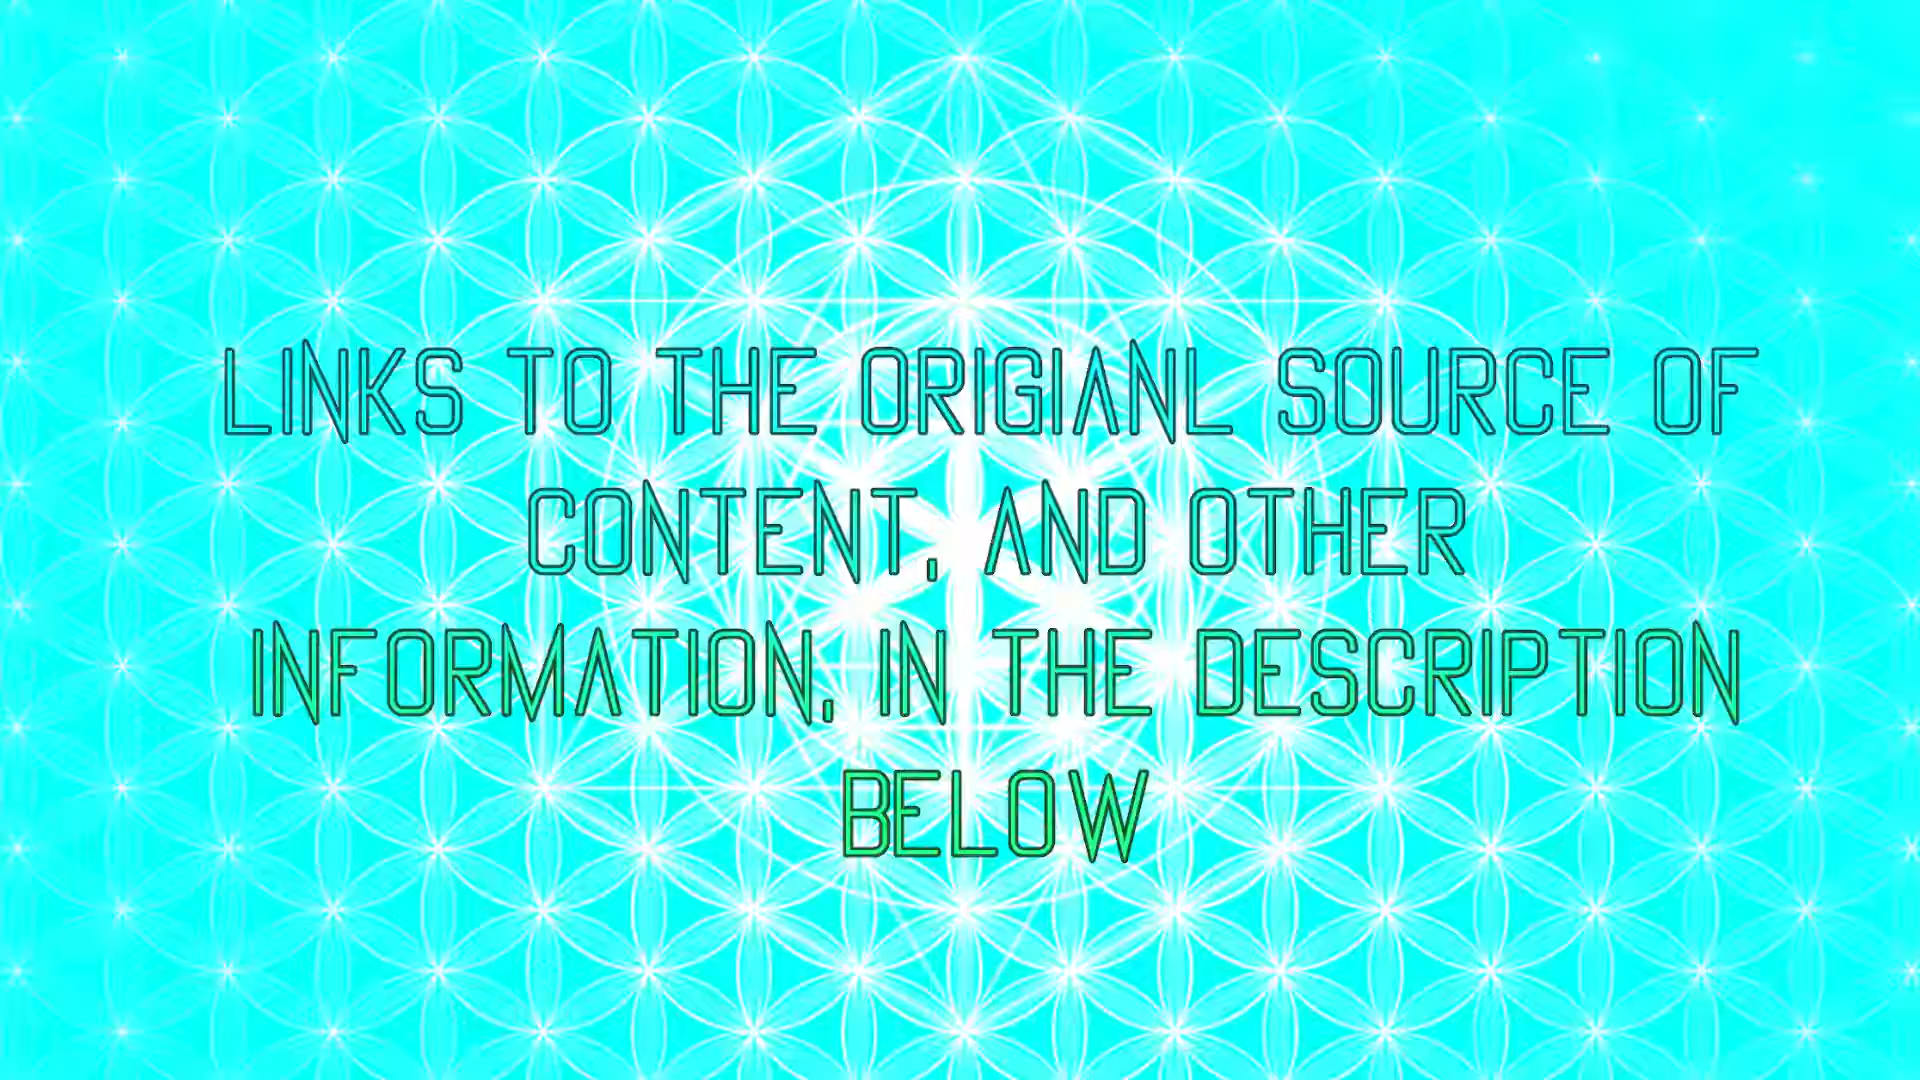 LINKS TO THE ORIGIANL SOURCE OF
CONTENT, AND OTHER
INFORMATION, IN THE DESCRIPTION
BELOW